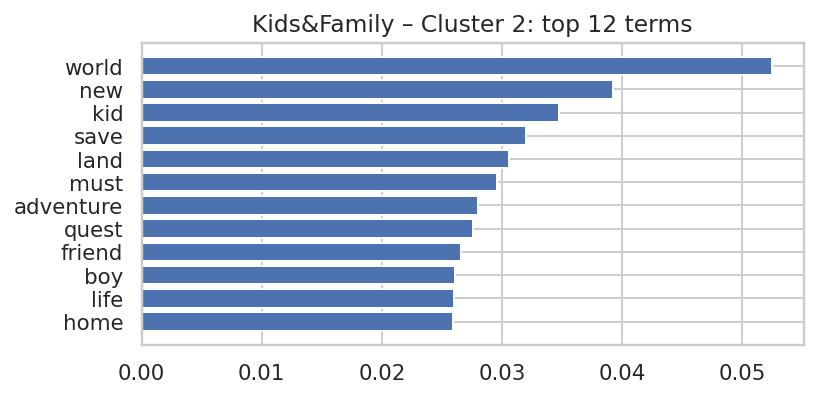 Kids&Family – Cluster 2: top 12 terms
world
new
kid
save
land
must
adventure
quest
friend
boy
life
home
0.00 0.01 0.02 0.03 0.04 0.05